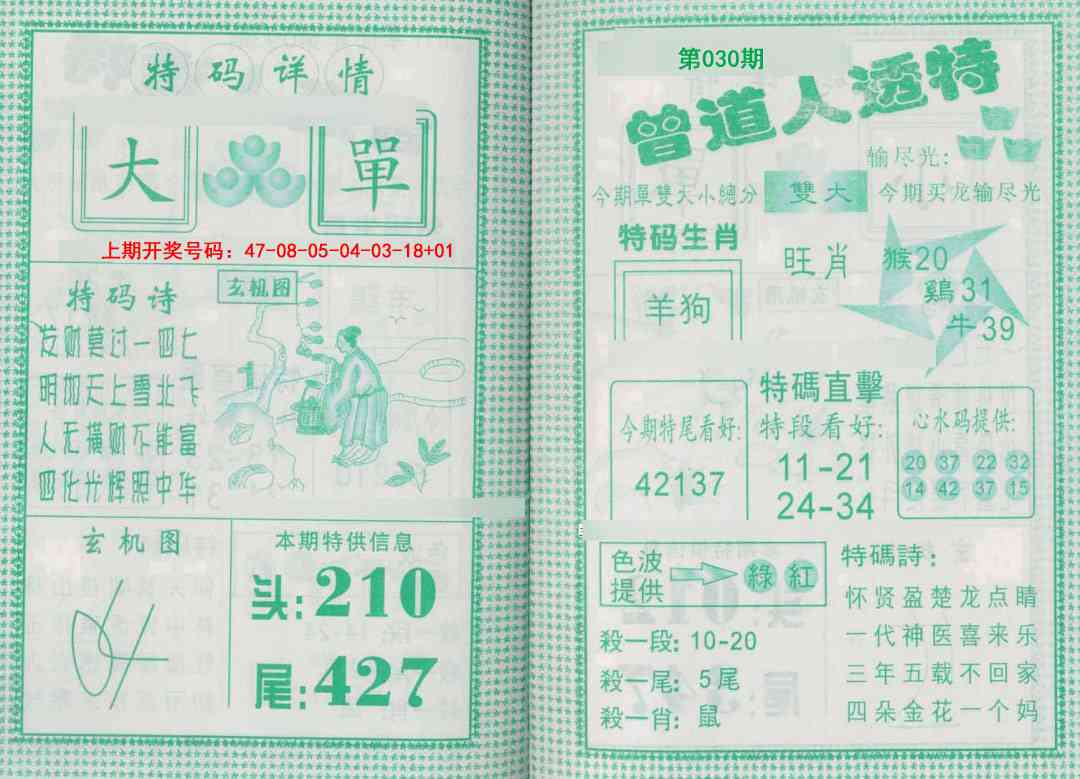 特码详情
大 單
上期开奖号码：47-08-05-04-03-18+01
特码诗
发财莫过一四七
明如天上雪北飞
人无横财不能富
四化光辉照中华
玄机图
1
玄机图
本期特供信息
头:210
尾:427
第030期
曾道人透特
输尽光:
今期單雙大小總分 雙大 今期买龙输尽光
特码生肖
羊狗
旺肖
猴20
鷄31
牛39
今期特尾看好:
42137
特碼直擊
特段看好:
11-21
24-34
心水码提供:
20 37 22 32
14 42 37 15
色波
提供
綠 紅
殺一段: 10-20
殺一尾: 5尾
殺一肖: 鼠
特碼詩:
怀贤盈楚龙点睛
一代神医喜来乐
三年五载不回家
四朵金花一个妈